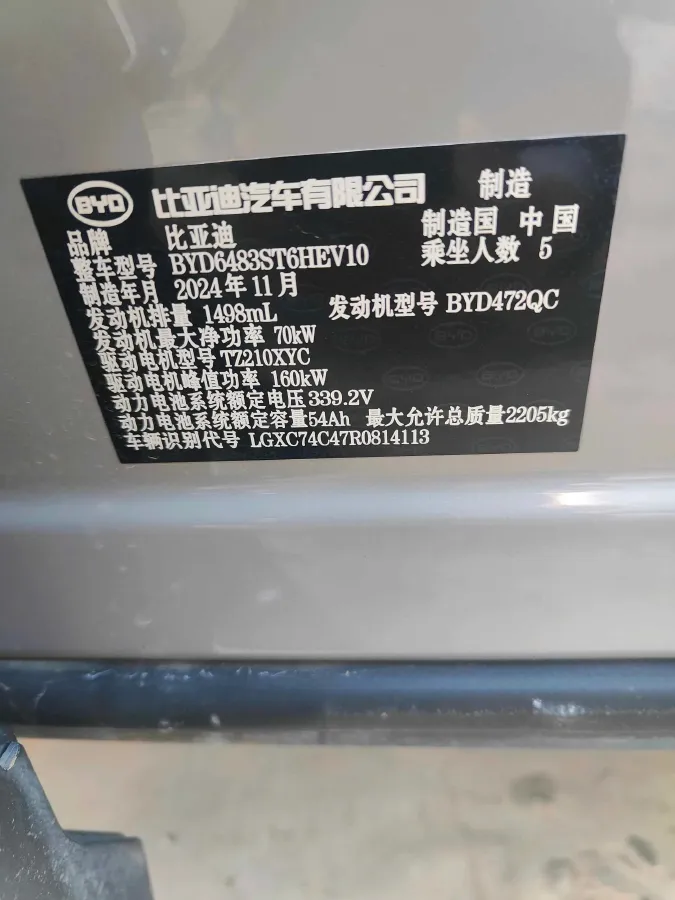 BYD 比亚迪汽车有限公司 制造
品牌 比亚迪 制造国 中国
整车型号 BYD6483ST6HEV10 乘坐人数 5
制造年月 2024年11月
发动机排量 1498mL 发动机型号 BYD472QC
发动机最大净功率 70kW
驱动电机型号 TZ210XYC
驱动电机峰值功率 160kW
动力电池系统额定电压 339.2V
动力电池系统额定容量54Ah 最大允许总质量2205kg
车辆识别代号 LGXC74C47R0814113